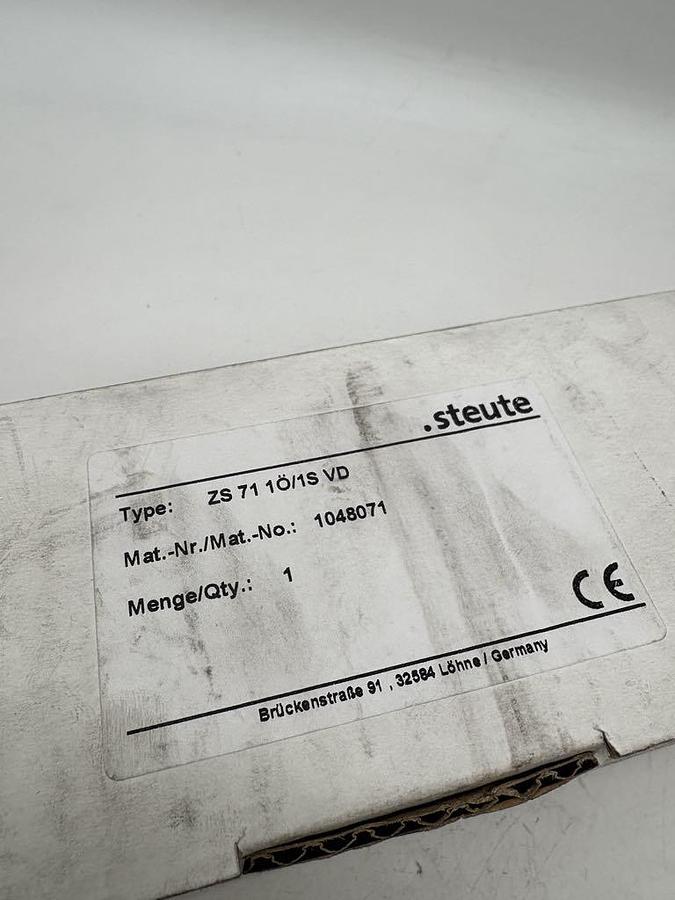 .steute
Type: ZS 71 1Ö/1S VD
Mat.-Nr./Mat.-No.: 1048071
Menge/Qty.: 1
CE
Brückenstraße 91 , 32584 Löhne / Germany